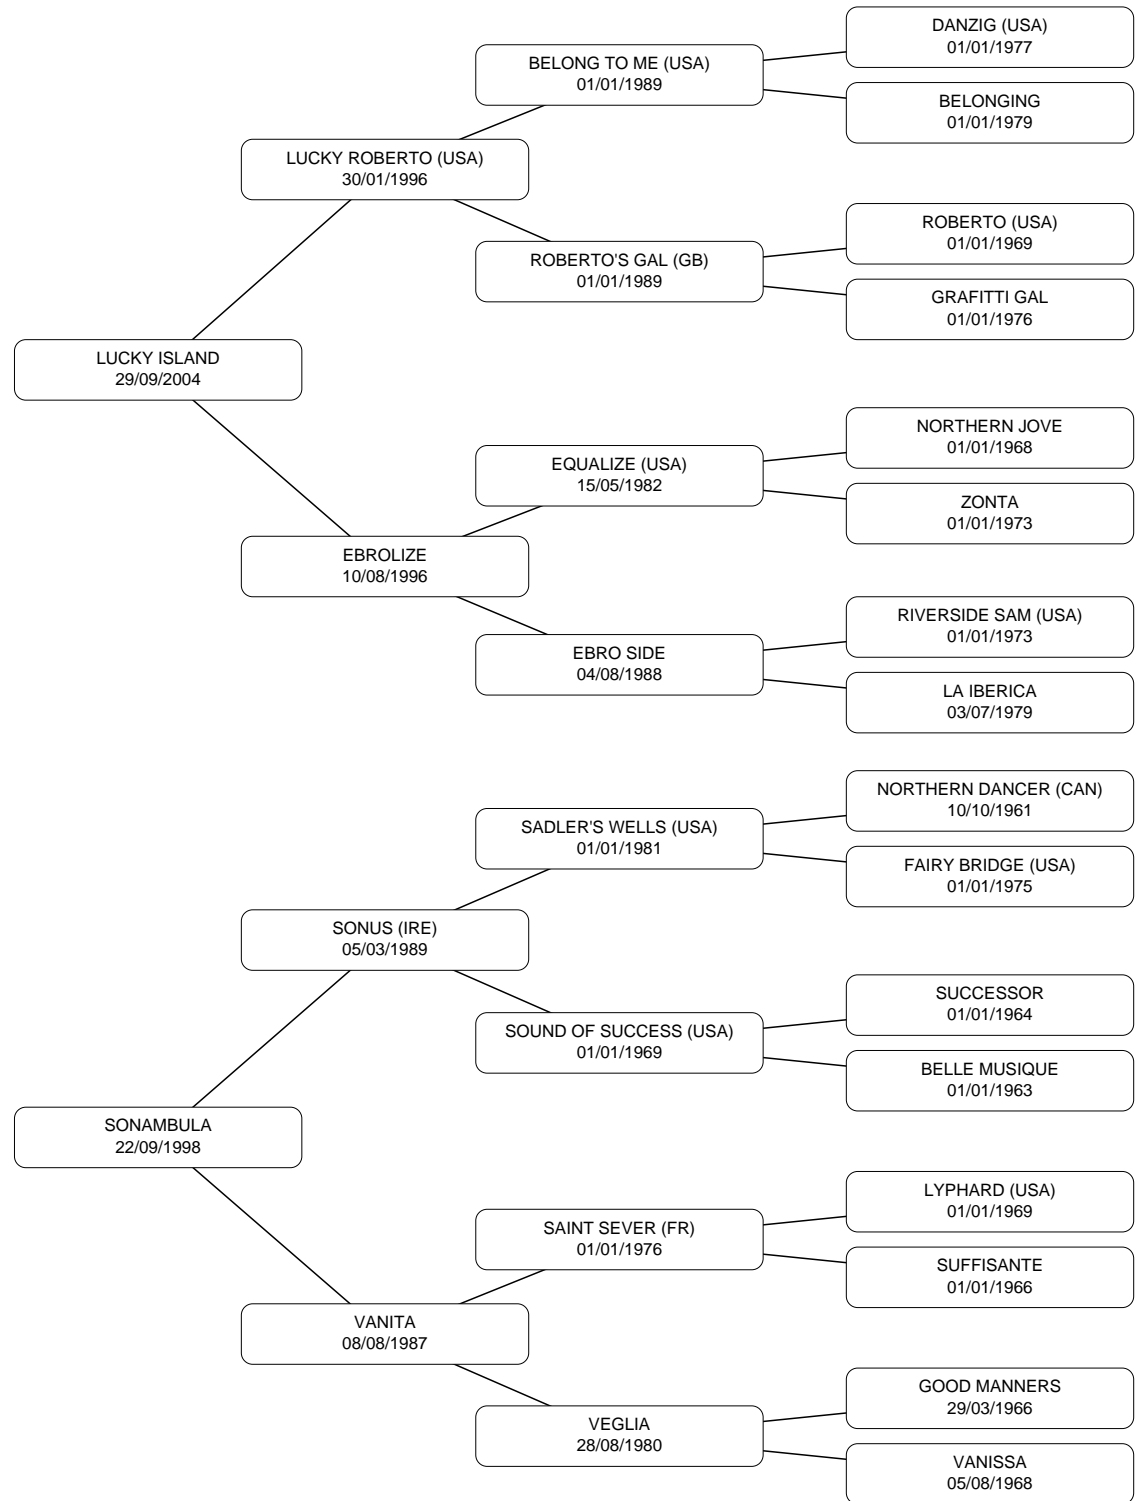 DANZIG (USA)
01/01/1977
BELONG TO ME (USA)
01/01/1989
BELONGING
01/01/1979
LUCKY ROBERTO (USA)
30/01/1996
ROBERTO (USA)
01/01/1969
ROBERTO'S GAL (GB)
01/01/1989
GRAFITTI GAL
01/01/1976
LUCKY ISLAND
29/09/2004
NORTHERN JOVE
01/01/1968
EQUALIZE (USA)
15/05/1982
ZONTA
01/01/1973
EBROLIZE
10/08/1996
RIVERSIDE SAM (USA)
01/01/1973
EBRO SIDE
04/08/1988
LA IBERICA
03/07/1979
NORTHERN DANCER (CAN)
10/10/1961
SADLER'S WELLS (USA)
01/01/1981
FAIRY BRIDGE (USA)
01/01/1975
SONUS (IRE)
05/03/1989
SUCCESSOR
01/01/1964
SOUND OF SUCCESS (USA)
01/01/1969
BELLE MUSIQUE
01/01/1963
SONAMBULA
22/09/1998
LYPHARD (USA)
01/01/1969
SAINT SEVER (FR)
01/01/1976
SUFFISANTE
01/01/1966
VANITA
08/08/1987
GOOD MANNERS
29/03/1966
VEGLIA
28/08/1980
VANISSA
05/08/1968